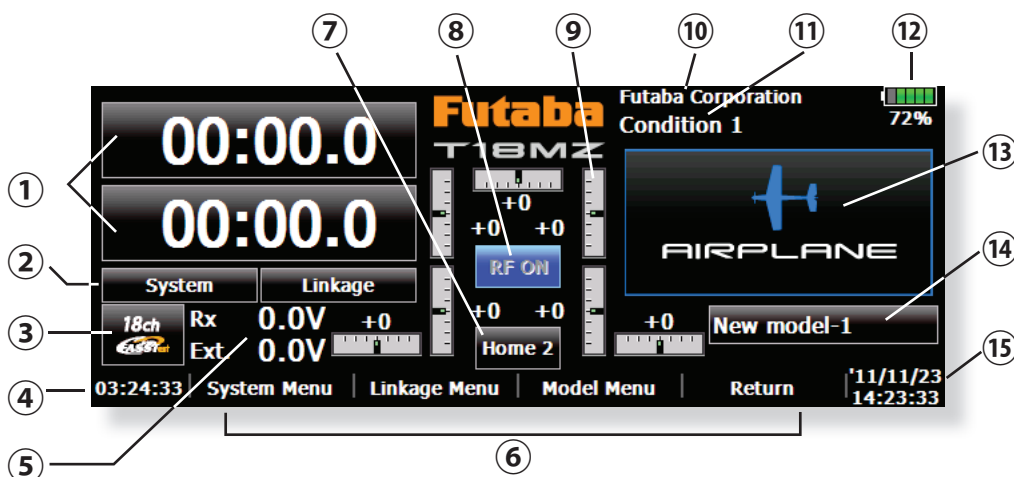 ⑦ ⑧ ⑨ ⑩ ⑪ ⑫
Futaba Corporation
Condition 1
72%
Futaba
T18MZ
00:00.0
00:00.0
①
⑬
AIRPLANE
+0
+0 +0
RF ON
②
System Linkage
⑭
③
18ch
FASSTest
Rx 0.0V
Ext. 0.0V
+0
+0 +0
Home 2
+0
New model-1
④
03:24:33 System Menu Linkage Menu Model Menu Return
'11/11/23
14:23:33
⑮
⑤
⑥